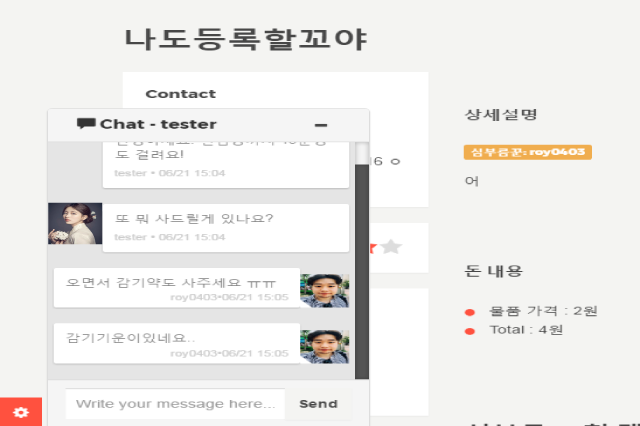 나도등록할꼬야
Contact
16 ㅇ
Chat - tester
도 걸려요!
tester • 06/21 15:04
또 뭐 사드릴게 있나요?
tester • 06/21 15:04
오면서 감기약도 사주세요 ㅠㅠ
roy0403•06/21 15:05
감기기운이있네요..
roy0403•06/21 15:05
Write your message here...
Send
상세설명
심부름꾼: roy0403
어
돈 내용
물품 가격 : 2원
Total : 4원